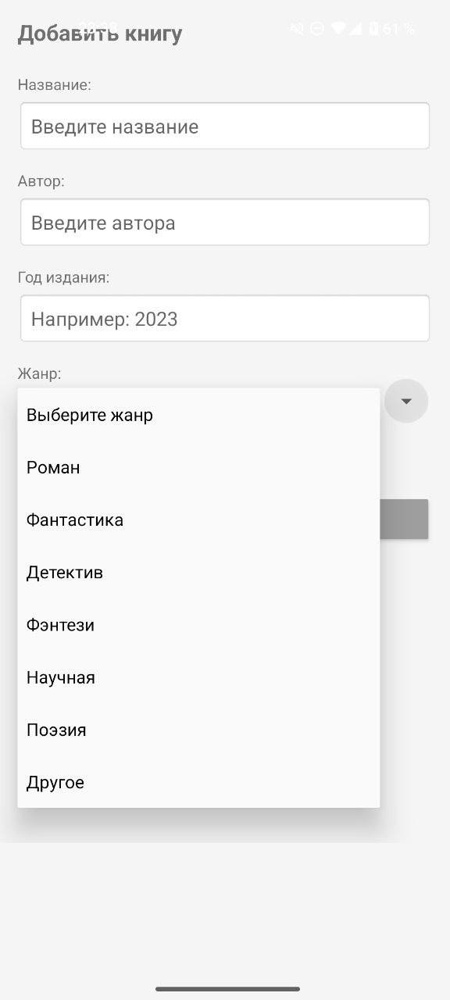 Добавить книгу
61 %
Название:
Введите название
Автор:
Введите автора
Год издания:
Например: 2023
Жанр:
Выберите жанр
Роман
Фантастика
Детектив
Фэнтези
Научная
Поэзия
Другое